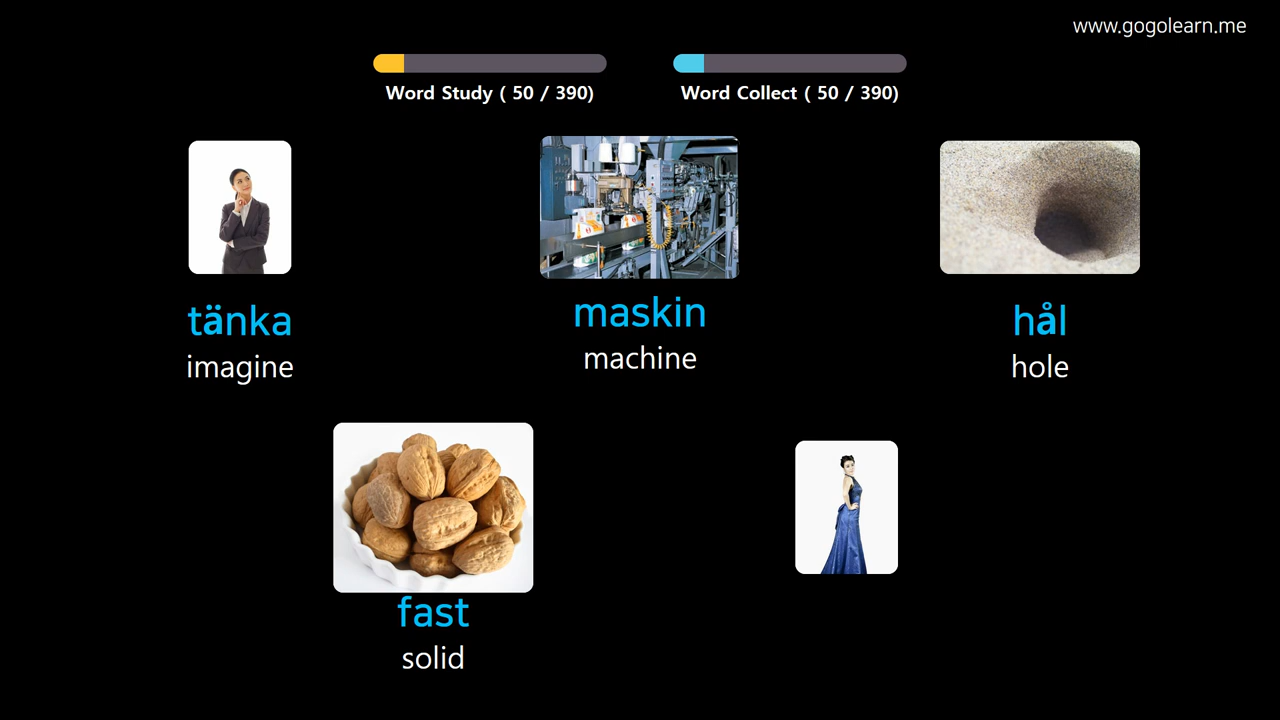 www.gogolearn.me
Word Study ( 50 / 390)
Word Collect ( 50 / 390)
tänka
imagine
maskin
machine
hål
hole
fast
solid